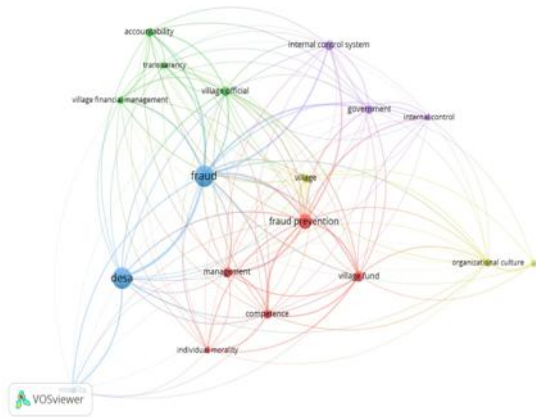 accountability
internal control system
transparency
village official
village financial management
government
internal control
fraud
village
fraud prevention
organizational culture
management
village fund
desa
competence
individual morality
VOSviewer